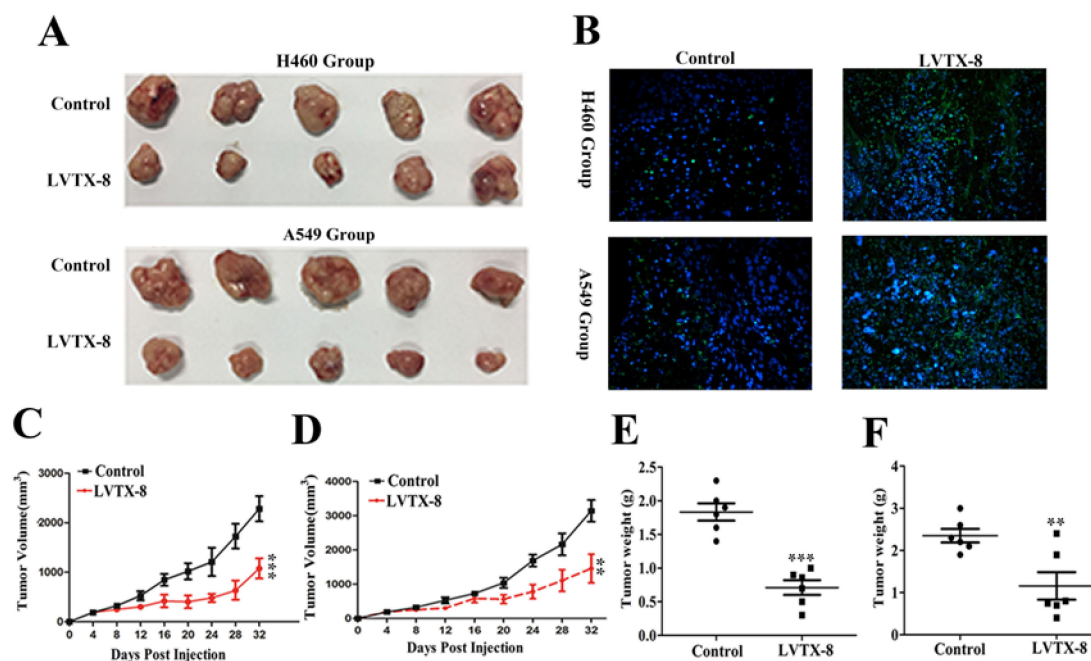 A
H460 Group
Control
LVTX-8
A549 Group
Control
LVTX-8
B
Control
LVTX-8
H460 Group
A549 Group
C
Tumor Volume(mm³)
3000
2000
1000
0
Control
LVTX-8
***
0 4 8 12 16 20 24 28 32
Days Post Injection
D
Tumor Volume(mm³)
4000
3000
2000
1000
0
Control
LVTX-8
**
0 4 8 12 16 20 24 28 32
Days Post Injection
E
Tumor weight (g)
2.5
2.0
1.5
1.0
0.5
0.0
***
Control LVTX-8
F
Tumor weight (g)
4
3
2
1
0
**
Control LVTX-8